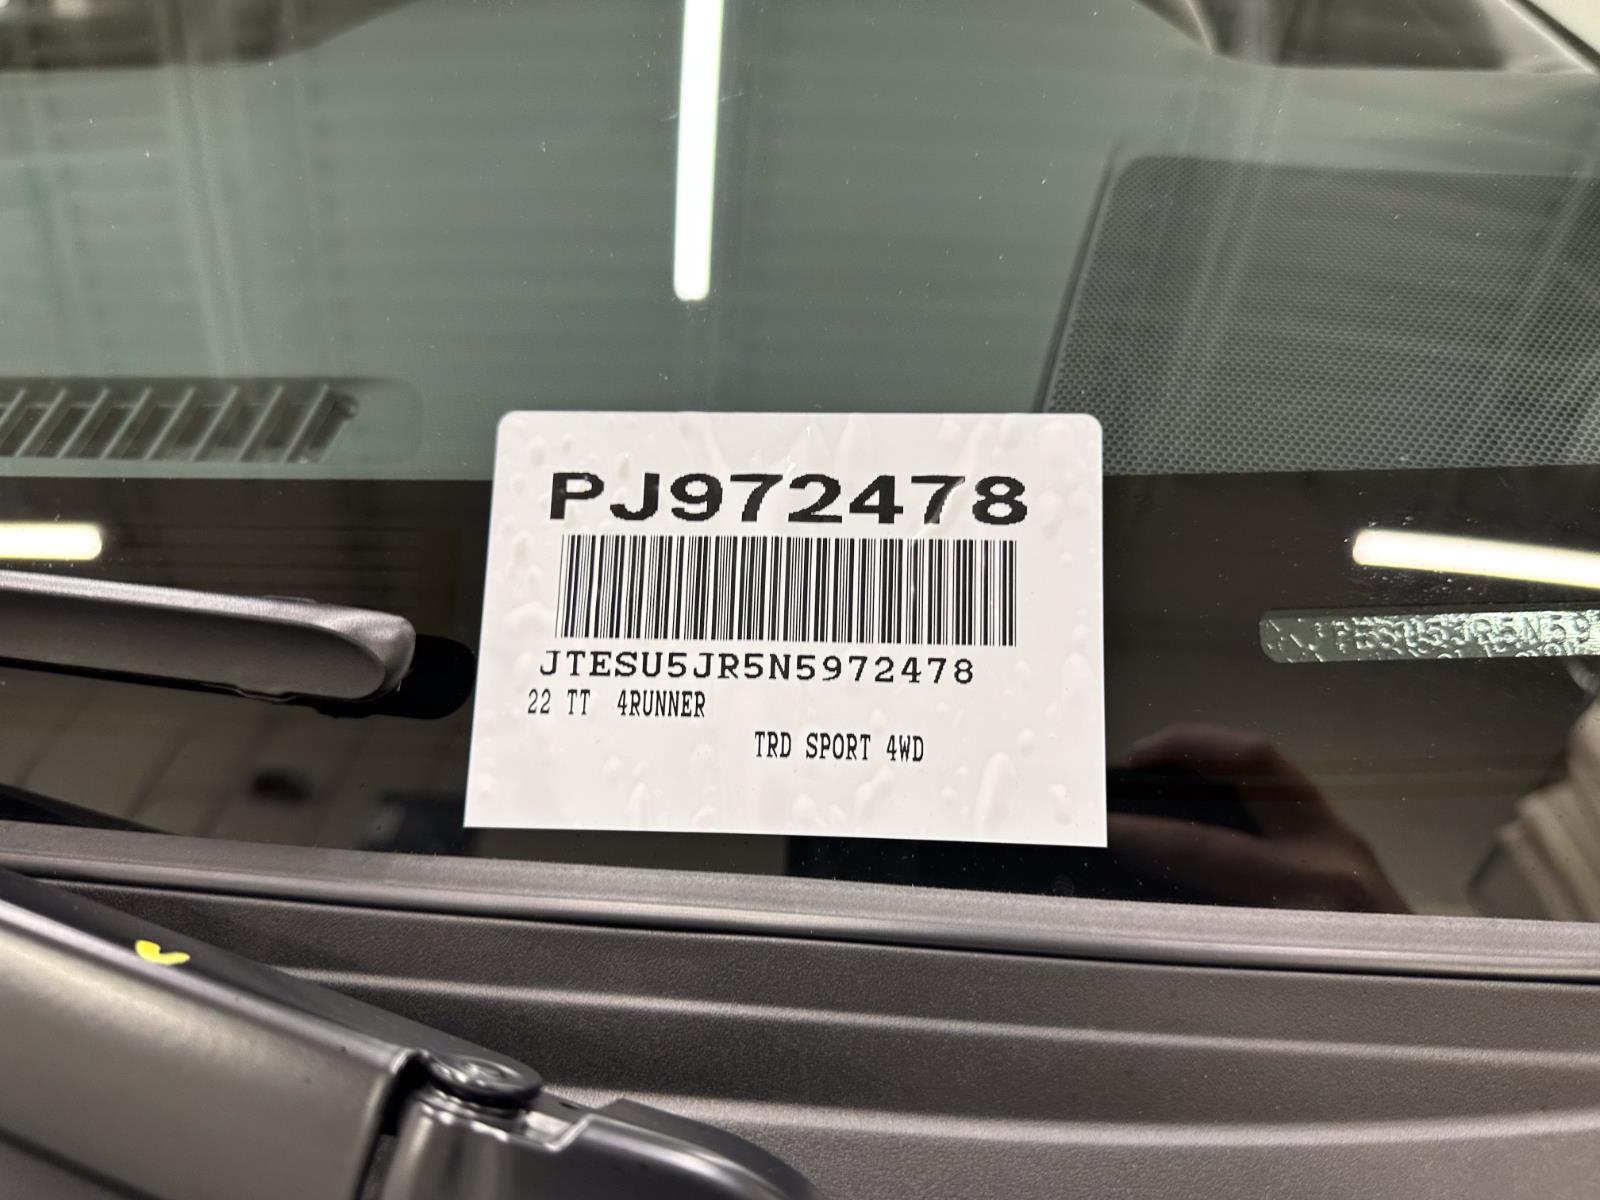 PJ972478
JTESU5JR5N5972478
22 TT 4RUNNER
TRD SPORT 4WD